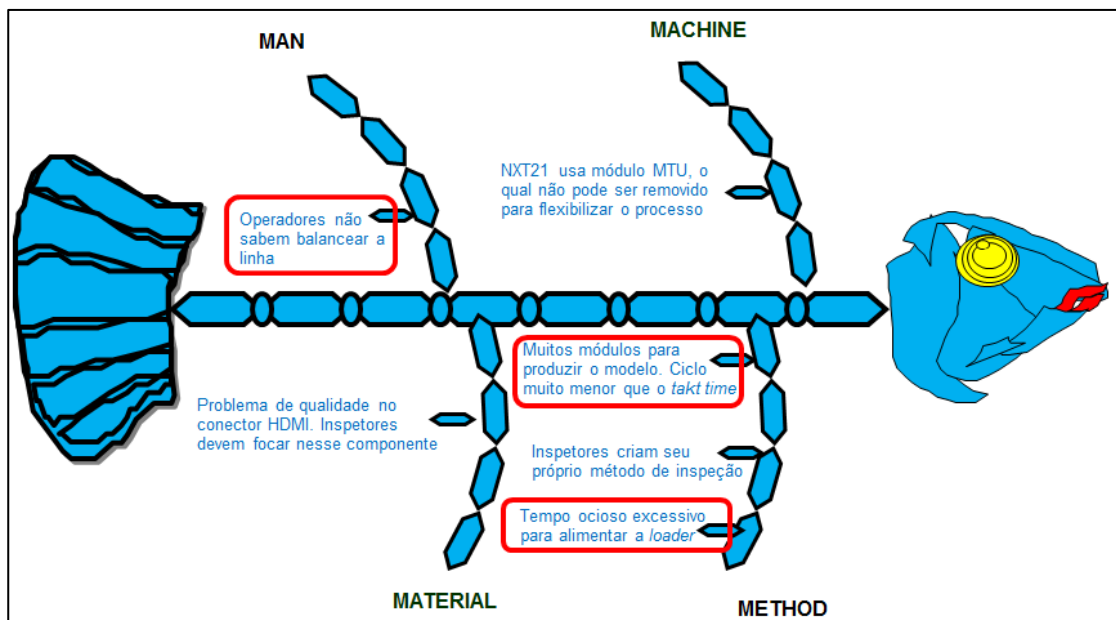 MAN
MACHINE
Operadores não
sabem balancear a
linha
NXT21 usa módulo MTU, o
qual não pode ser removido
para flexibilizar o processo
Problema de qualidade no
conector HDMI. Inspetores
devem focar nesse componente
Muitos módulos para
produzir o modelo. Ciclo
muito menor que o takt time
Inspetores criam seu
próprio método de inspeção
Tempo ocioso excessivo
para alimentar a loader
MATERIAL
METHOD